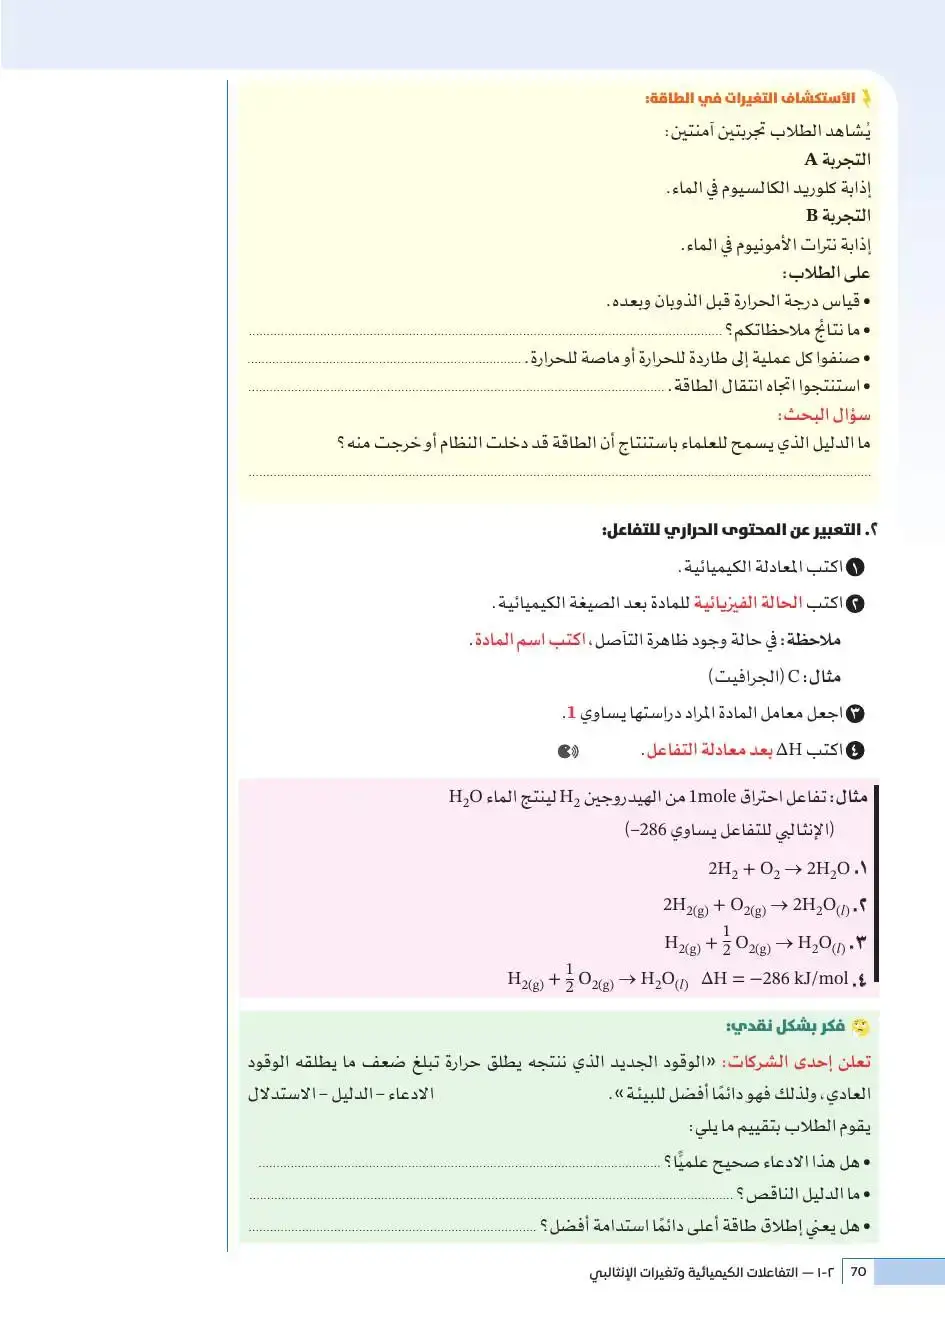 الأستكشاف التغيرات في الطاقة:
يُشاهد الطلاب تجربتين آمنتين:
التجربة A
إذابة كلوريد الكالسيوم في الماء.
التجربة B
إذابة نترات الأمونيوم في الماء.
على الطلاب:
• قياس درجة الحرارة قبل الذوبان وبعده.
• ما نتائج ملاحظاتكم؟
• صنفوا كل عملية إلى طاردة للحرارة أو ماصة للحرارة.
• استنتجوا اتجاه انتقال الطاقة.
سؤال البحث:
ما الدليل الذي يسمح للعلماء باستنتاج أن الطاقة قد دخلت النظام أو خرجت منه؟
٢. التعبير عن المحتوى الحراري للتفاعل:
١ اكتب المعادلة الكيميائية.
٢ اكتب الحالة الفيزيائية للمادة بعد الصيغة الكيميائية.
ملاحظة: في حالة وجود ظاهرة التآصل، اكتب اسم المادة.
مثال: C (الجرافيت)
٣ اجعل معامل المادة المراد دراستها يساوي 1.
٤ اكتب ΔH بعد معادلة التفاعل.
مثال: تفاعل احتراق 1mole من الهيدروجين H₂ لينتج الماء H₂O
(الإنثالبي للتفاعل يساوي 286–)
١. 2H₂ + O₂ → 2H₂O
٢. 2H₂(g) + O₂(g) → 2H₂O(l)
٣. H₂(g) + 1/2 O₂(g) → H₂O(l)
٤. H₂(g) + 1/2 O₂(g) → H₂O(l) ΔH = −286 kJ/mol
فكر بشكل نقدي:
تعلن إحدى الشركات: «الوقود الجديد الذي ننتجه يطلق حرارة تبلغ ضعف ما يطلقه الوقود
العادي، ولذلك فهو دائمًا أفضل للبيئة». الادعاء – الدليل – الاستدلال
يقوم الطلاب بتقييم ما يلي:
• هل هذا الادعاء صحيح علميًّا؟
• ما الدليل الناقص؟
• هل يعني إطلاق طاقة أعلى دائمًا استدامة أفضل؟
70 ٢-١ — التفاعلات الكيميائية وتغيرات الإنثالبي